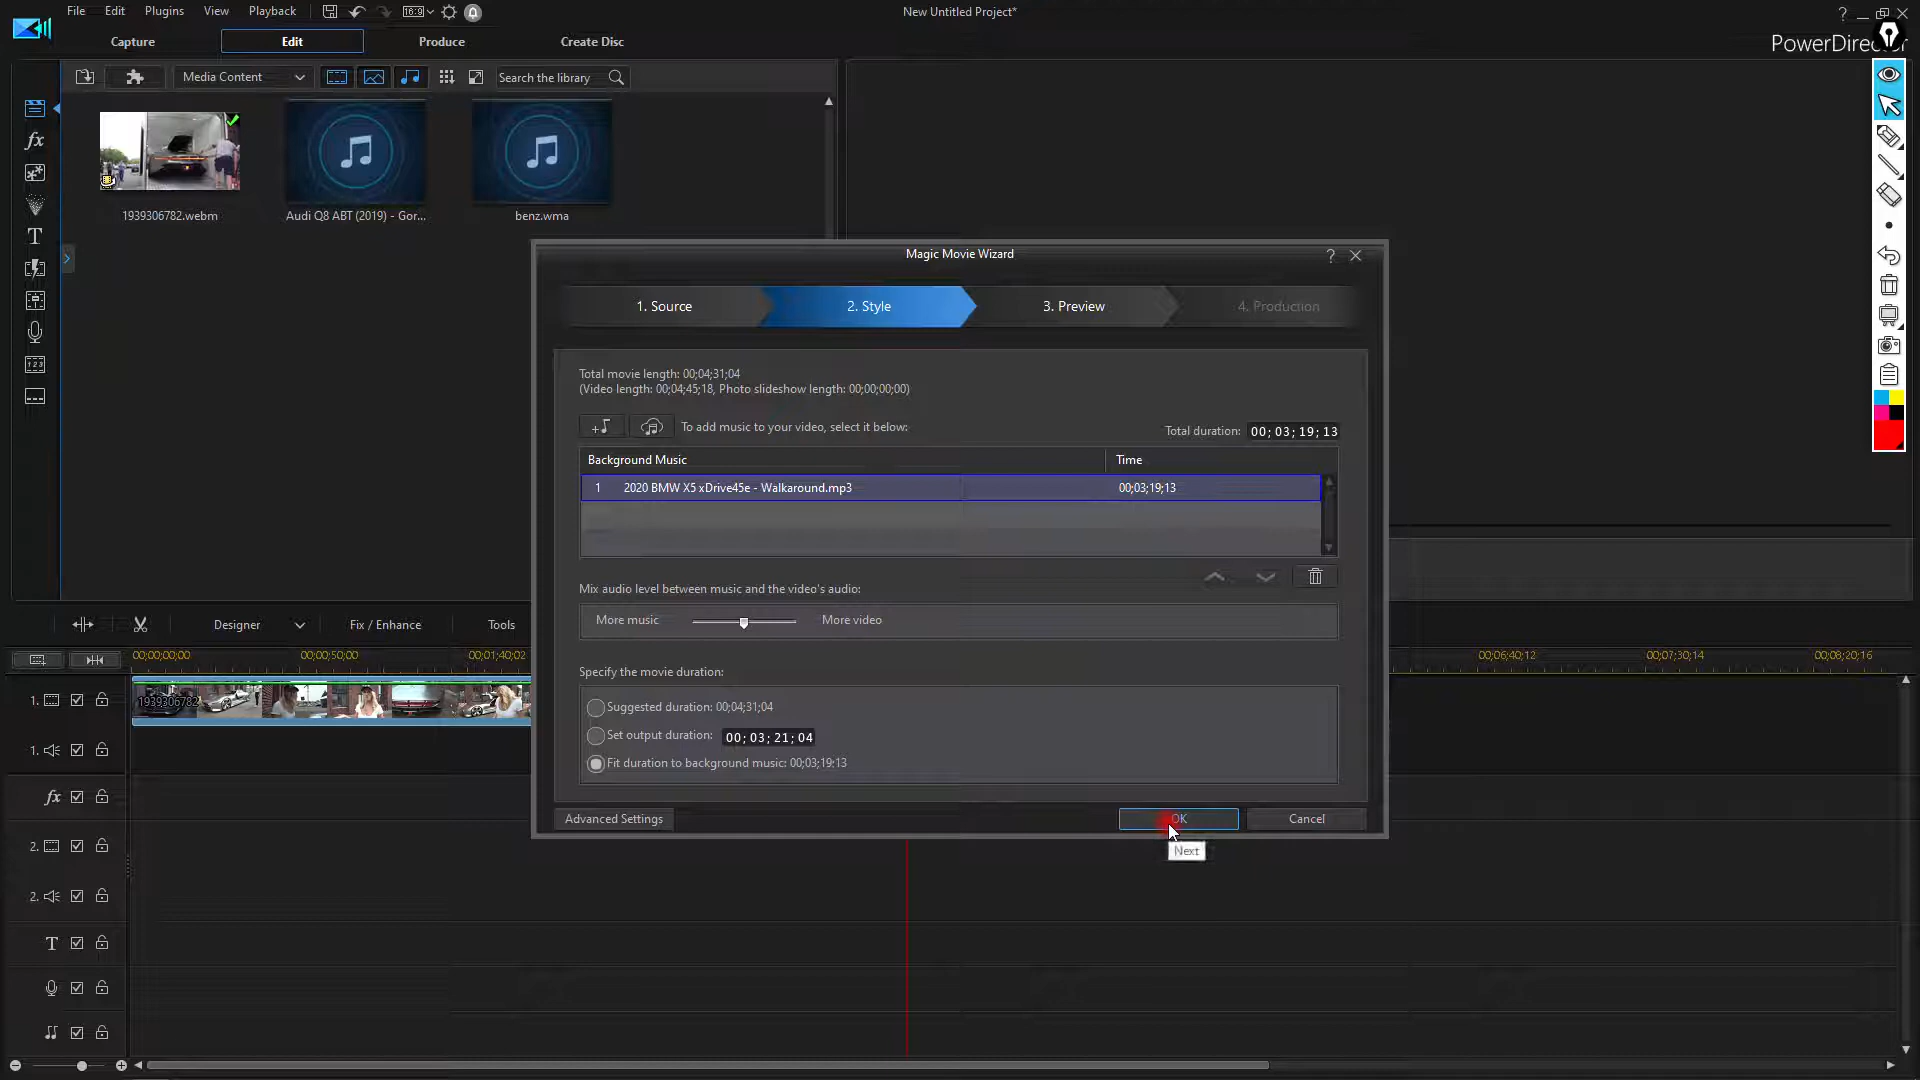 File Edit Plugins View Playback 16:9 New Untitled Project* ?
Capture Edit Produce Create Disc
Media Content Search the library
1939306782.webm Audi Q8 ABT (2019) - Gor... benz.wma
fx
T
Magic Movie Wizard ?
1. Source 2. Style 3. Preview 4. Production
Total movie length: 00;04;31;04
(Video length: 00;04;45;18, Photo slideshow length: 00;00;00;00)
To add music to your video, select it below: Total duration: 00; 03; 19; 13
Background Music Time
1 2020 BMW X5 xDrive45e - Walkaround.mp3 00;03;19;13
Mix audio level between music and the video's audio:
More music More video
Specify the movie duration:
Suggested duration: 00;04;31;04
Set output duration: 00; 03; 21; 04
Fit duration to background music: 00;03;19;13
Advanced Settings OK Cancel
Next
Designer Fix / Enhance Tools
00;00;00;00 00;00;50;00 00;01;40;02 00;06;40;12 00;07;30;14 00;08;20;16
1. 1939306782
1.
fx
2.
2.
T